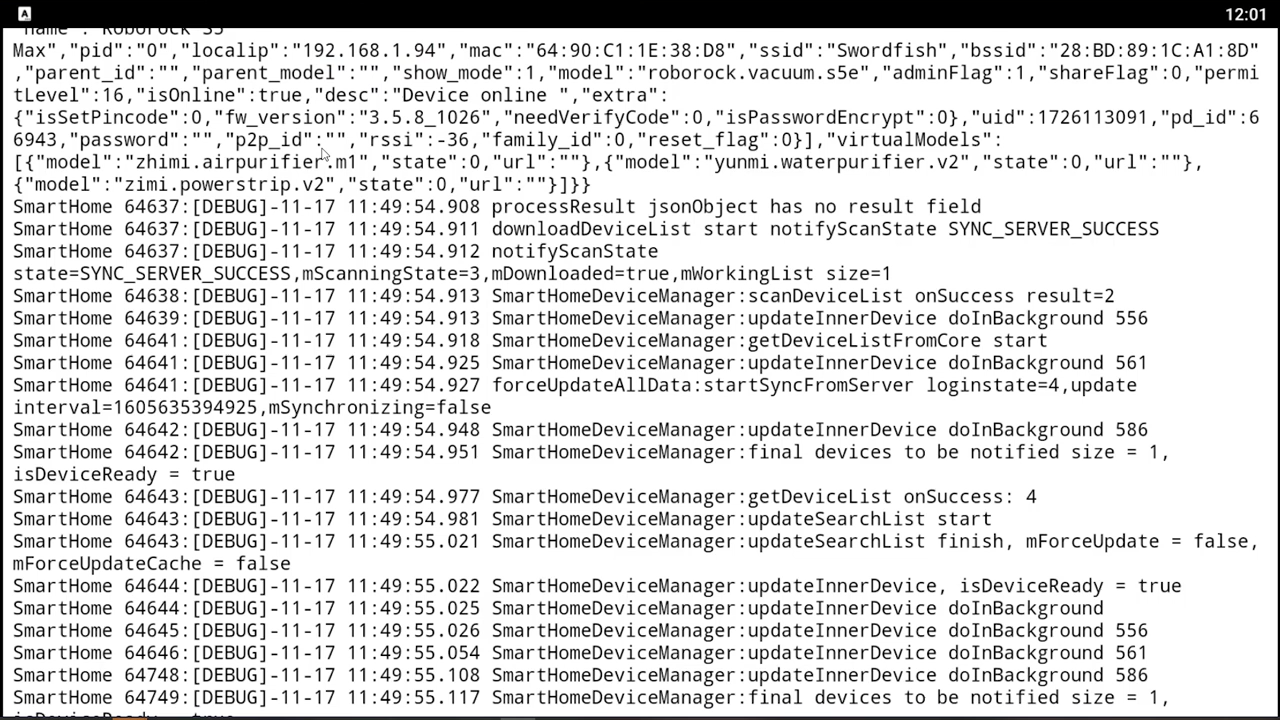 A
12:01
"name": "Roborock S5
Max","pid":"0","localip":"192.168.1.94","mac":"64:90:C1:1E:38:D8","ssid":"Swordfish","bssid":"28:BD:89:1C:A1:8D"
,"parent_id":"","parent_model":"","show_mode":1,"model":"roborock.vacuum.s5e","adminFlag":1,"shareFlag":0,"permi
tLevel":16,"isOnline":true,"desc":"Device online ","extra":
{"isSetPincode":0,"fw_version":"3.5.8_1026","needVerifyCode":0,"isPasswordEncrypt":0},"uid":1726113091,"pd_id":6
6943,"password":"","p2p_id":"","rssi":-36,"family_id":0,"reset_flag":0}],"virtualModels":
[{"model":"zhimi.airpurifier.m1","state":0,"url":""},{"model":"yunmi.waterpurifier.v2","state":0,"url":""},
{"model":"zimi.powerstrip.v2","state":0,"url":""}]}}
SmartHome 64637:[DEBUG]-11-17 11:49:54.908 processResult jsonObject has no result field
SmartHome 64637:[DEBUG]-11-17 11:49:54.911 downloadDeviceList start notifyScanState SYNC_SERVER_SUCCESS
SmartHome 64637:[DEBUG]-11-17 11:49:54.912 notifyScanState
state=SYNC_SERVER_SUCCESS,mScanningState=3,mDownloaded=true,mWorkingList size=1
SmartHome 64638:[DEBUG]-11-17 11:49:54.913 SmartHomeDeviceManager:scanDeviceList onSuccess result=2
SmartHome 64639:[DEBUG]-11-17 11:49:54.913 SmartHomeDeviceManager:updateInnerDevice doInBackground 556
SmartHome 64641:[DEBUG]-11-17 11:49:54.918 SmartHomeDeviceManager:getDeviceListFromCore start
SmartHome 64641:[DEBUG]-11-17 11:49:54.925 SmartHomeDeviceManager:updateInnerDevice doInBackground 561
SmartHome 64641:[DEBUG]-11-17 11:49:54.927 forceUpdateAllData:startSyncFromServer loginstate=4,update
interval=1605635394925,mSynchronizing=false
SmartHome 64642:[DEBUG]-11-17 11:49:54.948 SmartHomeDeviceManager:updateInnerDevice doInBackground 586
SmartHome 64642:[DEBUG]-11-17 11:49:54.951 SmartHomeDeviceManager:final devices to be notified size = 1,
isDeviceReady = true
SmartHome 64643:[DEBUG]-11-17 11:49:54.977 SmartHomeDeviceManager:getDeviceList onSuccess: 4
SmartHome 64643:[DEBUG]-11-17 11:49:54.981 SmartHomeDeviceManager:updateSearchList start
SmartHome 64643:[DEBUG]-11-17 11:49:55.021 SmartHomeDeviceManager:updateSearchList finish, mForceUpdate = false,
mForceUpdateCache = false
SmartHome 64644:[DEBUG]-11-17 11:49:55.022 SmartHomeDeviceManager:updateInnerDevice, isDeviceReady = true
SmartHome 64644:[DEBUG]-11-17 11:49:55.025 SmartHomeDeviceManager:updateInnerDevice doInBackground
SmartHome 64645:[DEBUG]-11-17 11:49:55.026 SmartHomeDeviceManager:updateInnerDevice doInBackground 556
SmartHome 64646:[DEBUG]-11-17 11:49:55.054 SmartHomeDeviceManager:updateInnerDevice doInBackground 561
SmartHome 64748:[DEBUG]-11-17 11:49:55.108 SmartHomeDeviceManager:updateInnerDevice doInBackground 586
SmartHome 64749:[DEBUG]-11-17 11:49:55.117 SmartHomeDeviceManager:final devices to be notified size = 1,
isDeviceReady = true